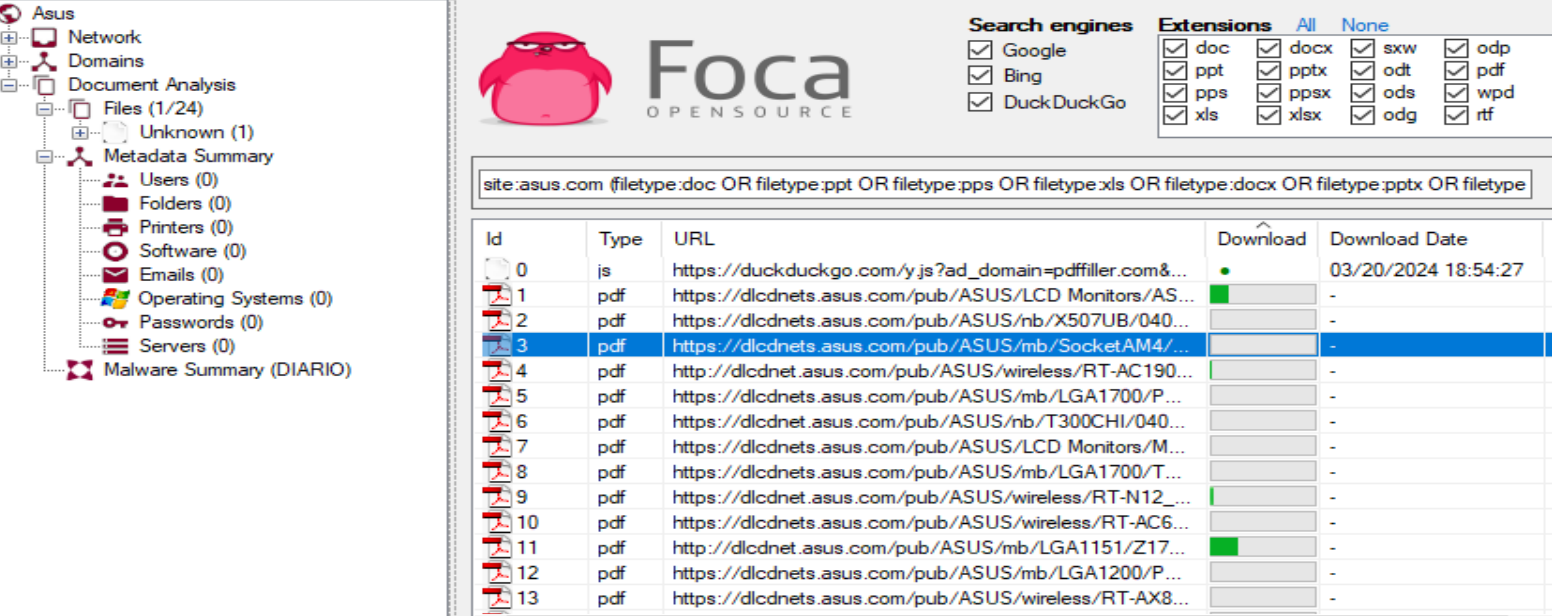 Asus
Network
Domains
Document Analysis
Files (1/24)
Unknown (1)
Metadata Summary
Users (0)
Folders (0)
Printers (0)
Software (0)
Emails (0)
Operating Systems (0)
Passwords (0)
Servers (0)
Malware Summary (DIARIO)
Foca
OPENSOURCE
Search engines
Google
Bing
DuckDuckGo
Extensions All None
doc docx sxw odp
ppt pptx odt pdf
pps ppsx ods wpd
xls xlsx odg rtf
site:asus.com (filetype:doc OR filetype:ppt OR filetype:pps OR filetype:xls OR filetype:docx OR filetype:pptx OR filetype
Id Type URL Download Download Date
0 js https://duckduckgo.com/y.js?ad_domain=pdffiller.com&... 03/20/2024 18:54:27
1 pdf https://dlcdnets.asus.com/pub/ASUS/LCD Monitors/AS... -
2 pdf https://dlcdnets.asus.com/pub/ASUS/nb/X507UB/040... -
3 pdf https://dlcdnets.asus.com/pub/ASUS/mb/SocketAM4/... -
4 pdf http://dlcdnet.asus.com/pub/ASUS/wireless/RT-AC190... -
5 pdf https://dlcdnets.asus.com/pub/ASUS/mb/LGA1700/P... -
6 pdf https://dlcdnet.asus.com/pub/ASUS/nb/T300CHI/040... -
7 pdf https://dlcdnets.asus.com/pub/ASUS/LCD Monitors/M... -
8 pdf https://dlcdnets.asus.com/pub/ASUS/mb/LGA1700/T... -
9 pdf https://dlcdnet.asus.com/pub/ASUS/wireless/RT-N12_... -
10 pdf https://dlcdnets.asus.com/pub/ASUS/wireless/RT-AC6... -
11 pdf http://dlcdnet.asus.com/pub/ASUS/mb/LGA1151/Z17... -
12 pdf https://dlcdnets.asus.com/pub/ASUS/mb/LGA1200/P... -
13 pdf https://dlcdnets.asus.com/pub/ASUS/wireless/RT-AX8... -